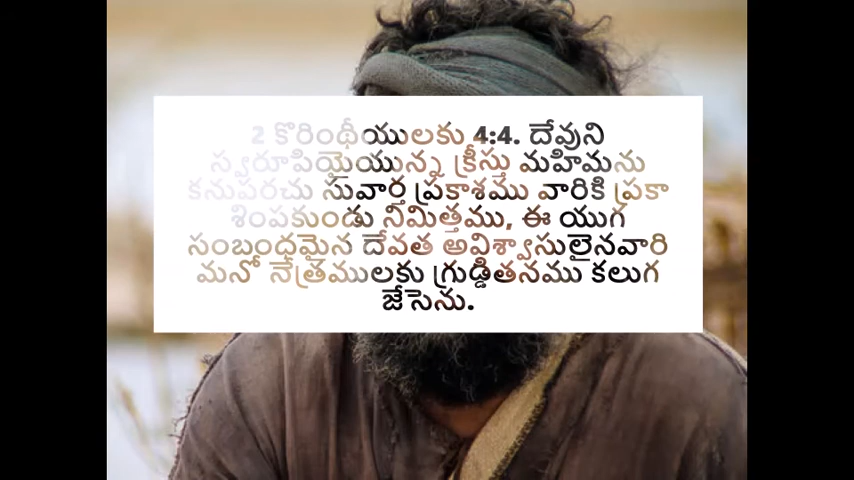 2 కొరింథీయులకు 4:4. దేవుని
స్వరూపియైయున్న క్రీస్తు మహిమను
కనుపరచు సువార్త ప్రకాశము వారికి ప్రకా
శింపకుండు నిమిత్తము, ఈ యుగ
సంబంధమైన దేవత అవిశ్వాసులైనవారి
మనో నేత్రములకు గ్రుడ్డితనము కలుగ
జేసెను.